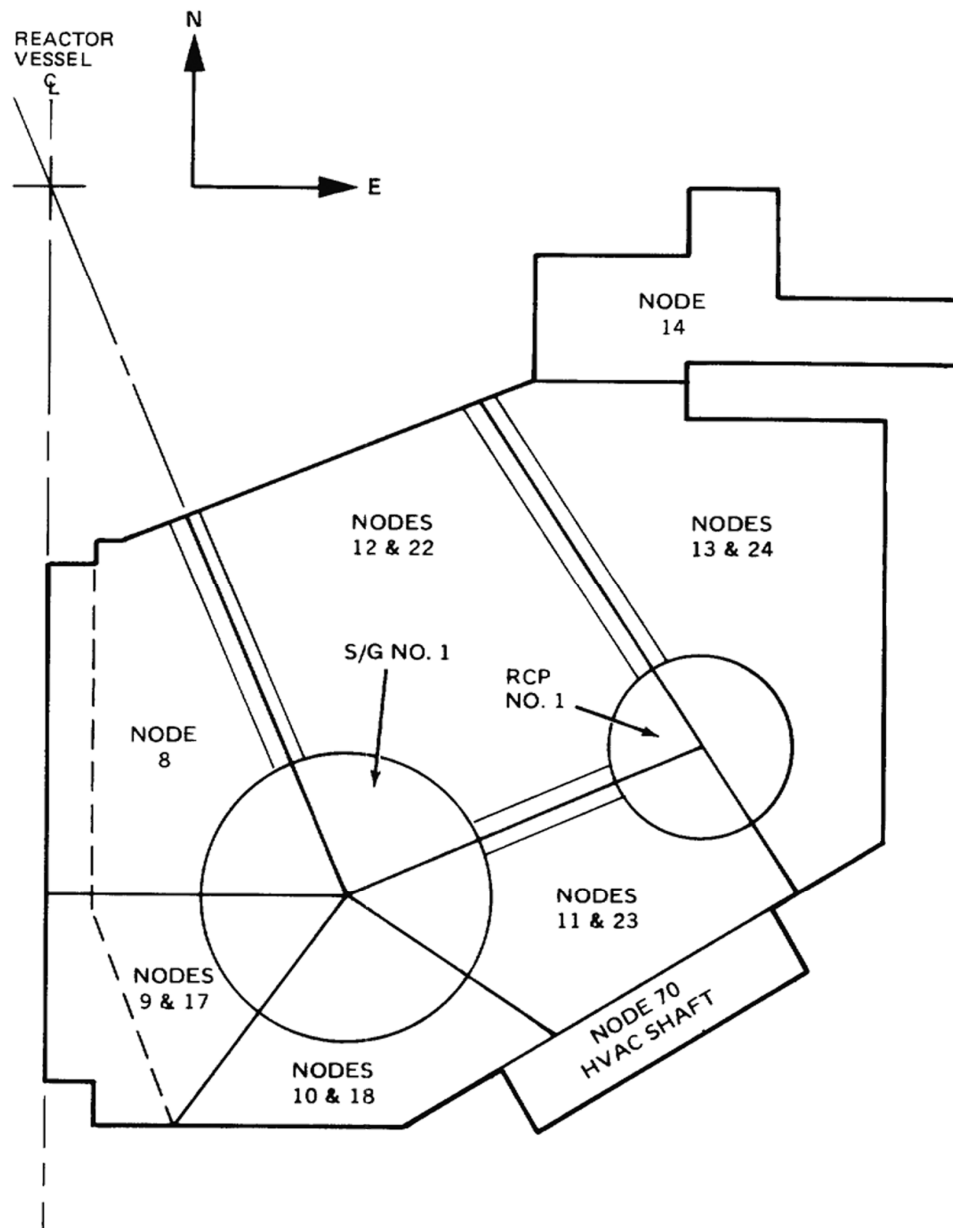 N
REACTOR
VESSEL
℄
E
NODE
14
NODES
12 & 22
NODES
13 & 24
S/G NO. 1
RCP
NO. 1
NODE
8
NODES
11 & 23
NODES
9 & 17
NODE 70
HVAC SHAFT
NODES
10 & 18